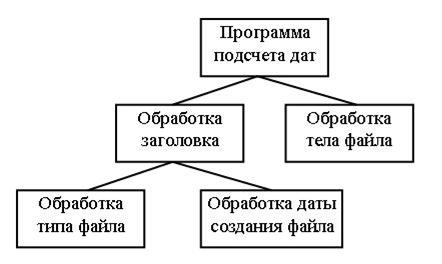 Программа
подсчета дат
Обработка
заголовка
Обработка
тела файла
Обработка
типа файла
Обработка даты
создания файла